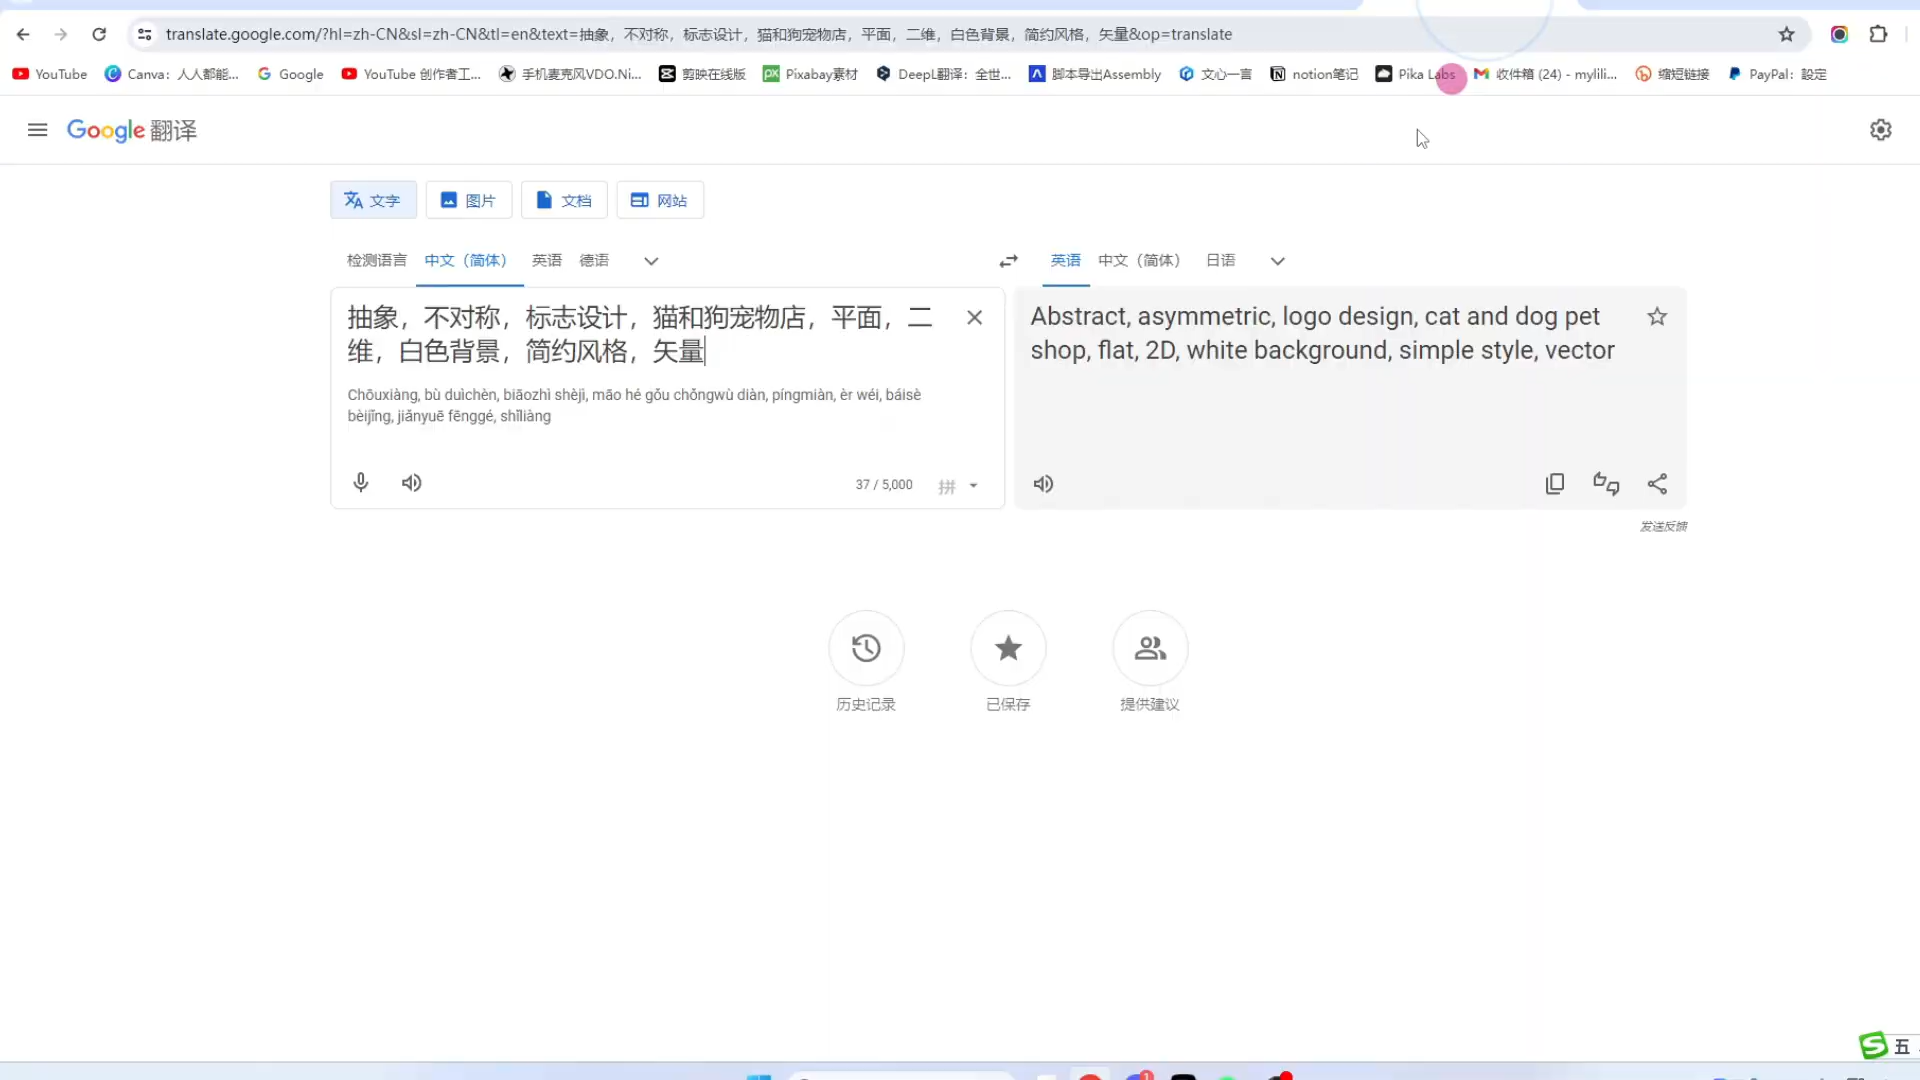 translate.google.com/?hl=zh-CN&sl=zh-CN&tl=en&text=抽象，不对称，标志设计，猫和狗宠物店，平面，二维，白色背景，简约风格，矢量&op=translate
YouTube Canva：人人都能... Google YouTube 创作者工... 手机麦克风VDO.Ni... 剪映在线版 Pixabay素材 DeepL翻译：全世... 脚本导出Assembly 文心一言 notion笔记 Pika Labs 收件箱 (24) - mylili... 缩短链接 PayPal：設定
Google 翻译
文字 图片 文档 网站
检测语言 中文（简体） 英语 德语 英语 中文（简体） 日语
抽象，不对称，标志设计，猫和狗宠物店，平面，二
维，白色背景，简约风格，矢量
Chōuxiàng, bù duìchèn, biāozhì shèjì, māo hé gǒu chǒngwù diàn, píngmiàn, èr wéi, báisè
bèijǐng, jiǎnyuē fēnggé, shǐliàng
37 / 5,000 拼
Abstract, asymmetric, logo design, cat and dog pet
shop, flat, 2D, white background, simple style, vector
发送反馈
历史记录 已保存 提供建议
五